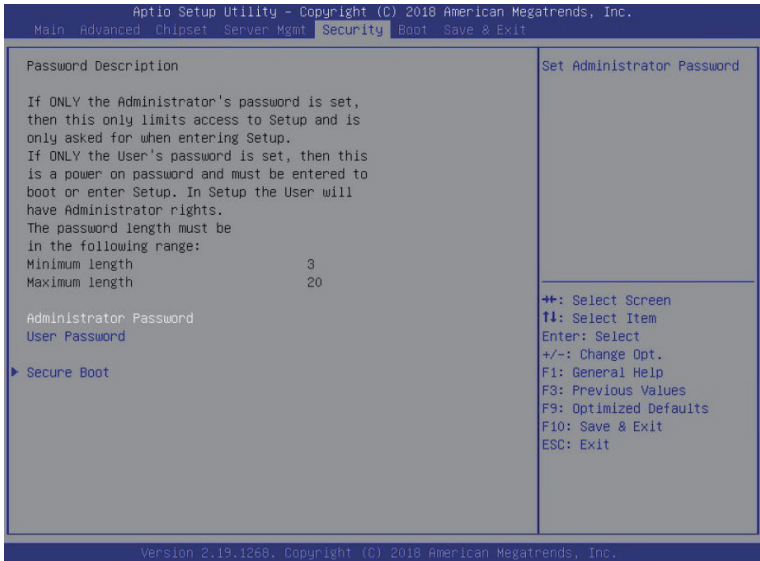 Aptio Setup Utility – Copyright (C) 2018 American Megatrends, Inc.
Main Advanced Chipset Server Mgmt Security Boot Save & Exit
Password Description
If ONLY the Administrator's password is set,
then this only limits access to Setup and is
only asked for when entering Setup.
If ONLY the User's password is set, then this
is a power on password and must be entered to
boot or enter Setup. In Setup the User will
have Administrator rights.
The password length must be
in the following range:
Minimum length 3
Maximum length 20
Administrator Password
User Password
▶ Secure Boot
Set Administrator Password
→←: Select Screen
↑↓: Select Item
Enter: Select
+/-: Change Opt.
F1: General Help
F3: Previous Values
F9: Optimized Defaults
F10: Save & Exit
ESC: Exit
Version 2.19.1268. Copyright (C) 2018 American Megatrends, Inc.